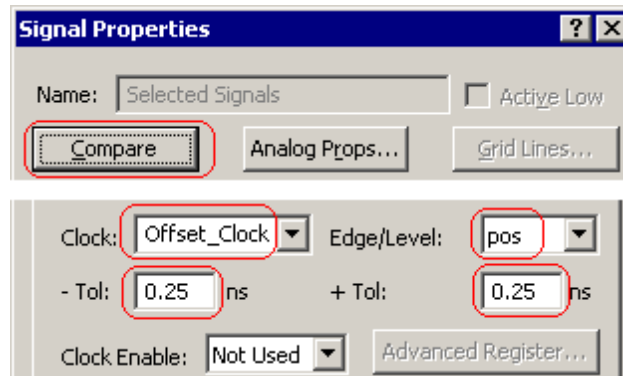 Signal Properties ? X
Name: Selected Signals Active Low
Compare Analog Props... Grid Lines...
Clock: Offset_Clock Edge/Level: pos
- Tol: 0.25 ns + Tol: 0.25 ns
Clock Enable: Not Used Advanced Register...